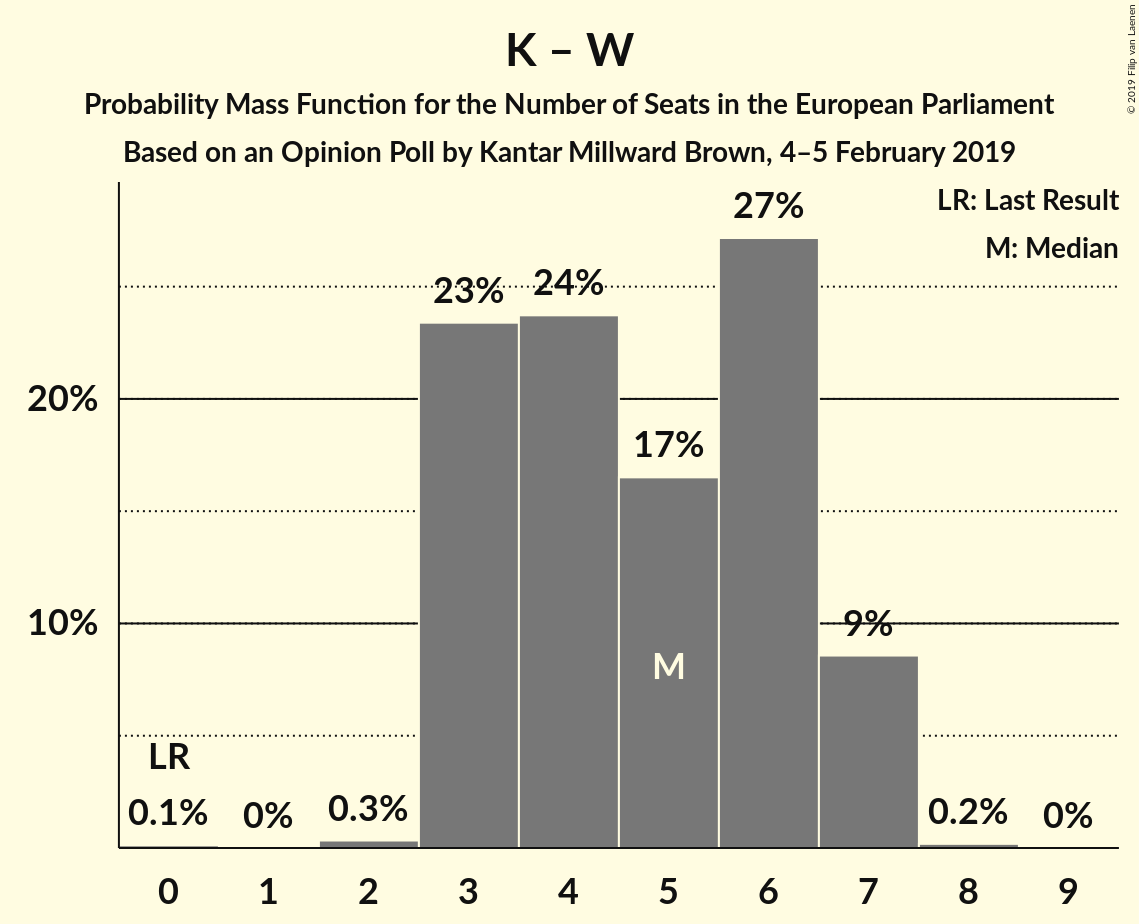 K – W
Probability Mass Function for the Number of Seats in the European Parliament
Based on an Opinion Poll by Kantar Millward Brown, 4–5 February 2019
© 2019 Filip van Laenen
LR: Last Result
M: Median
27%
23%
24%
20%
17%
10%
9%
M
LR
0.1%
0%
0.3%
0.2%
0%
0 1 2 3 4 5 6 7 8 9